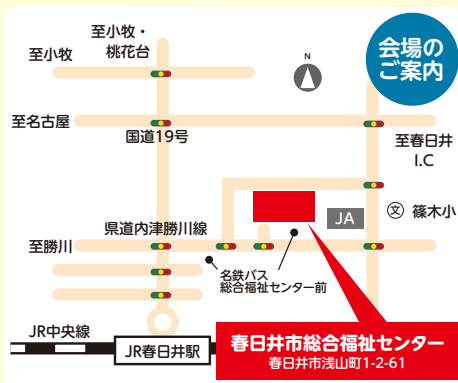 至小牧・
桃花台
至小牧
N
会場の
ご案内
至名古屋
国道19号
至春日井
I.C
文
篠木小
JA
県道内津勝川線
至勝川
名鉄バス
総合福祉センター前
JR中央線
JR春日井駅
春日井市総合福祉センター
春日井市浅山町1-2-61